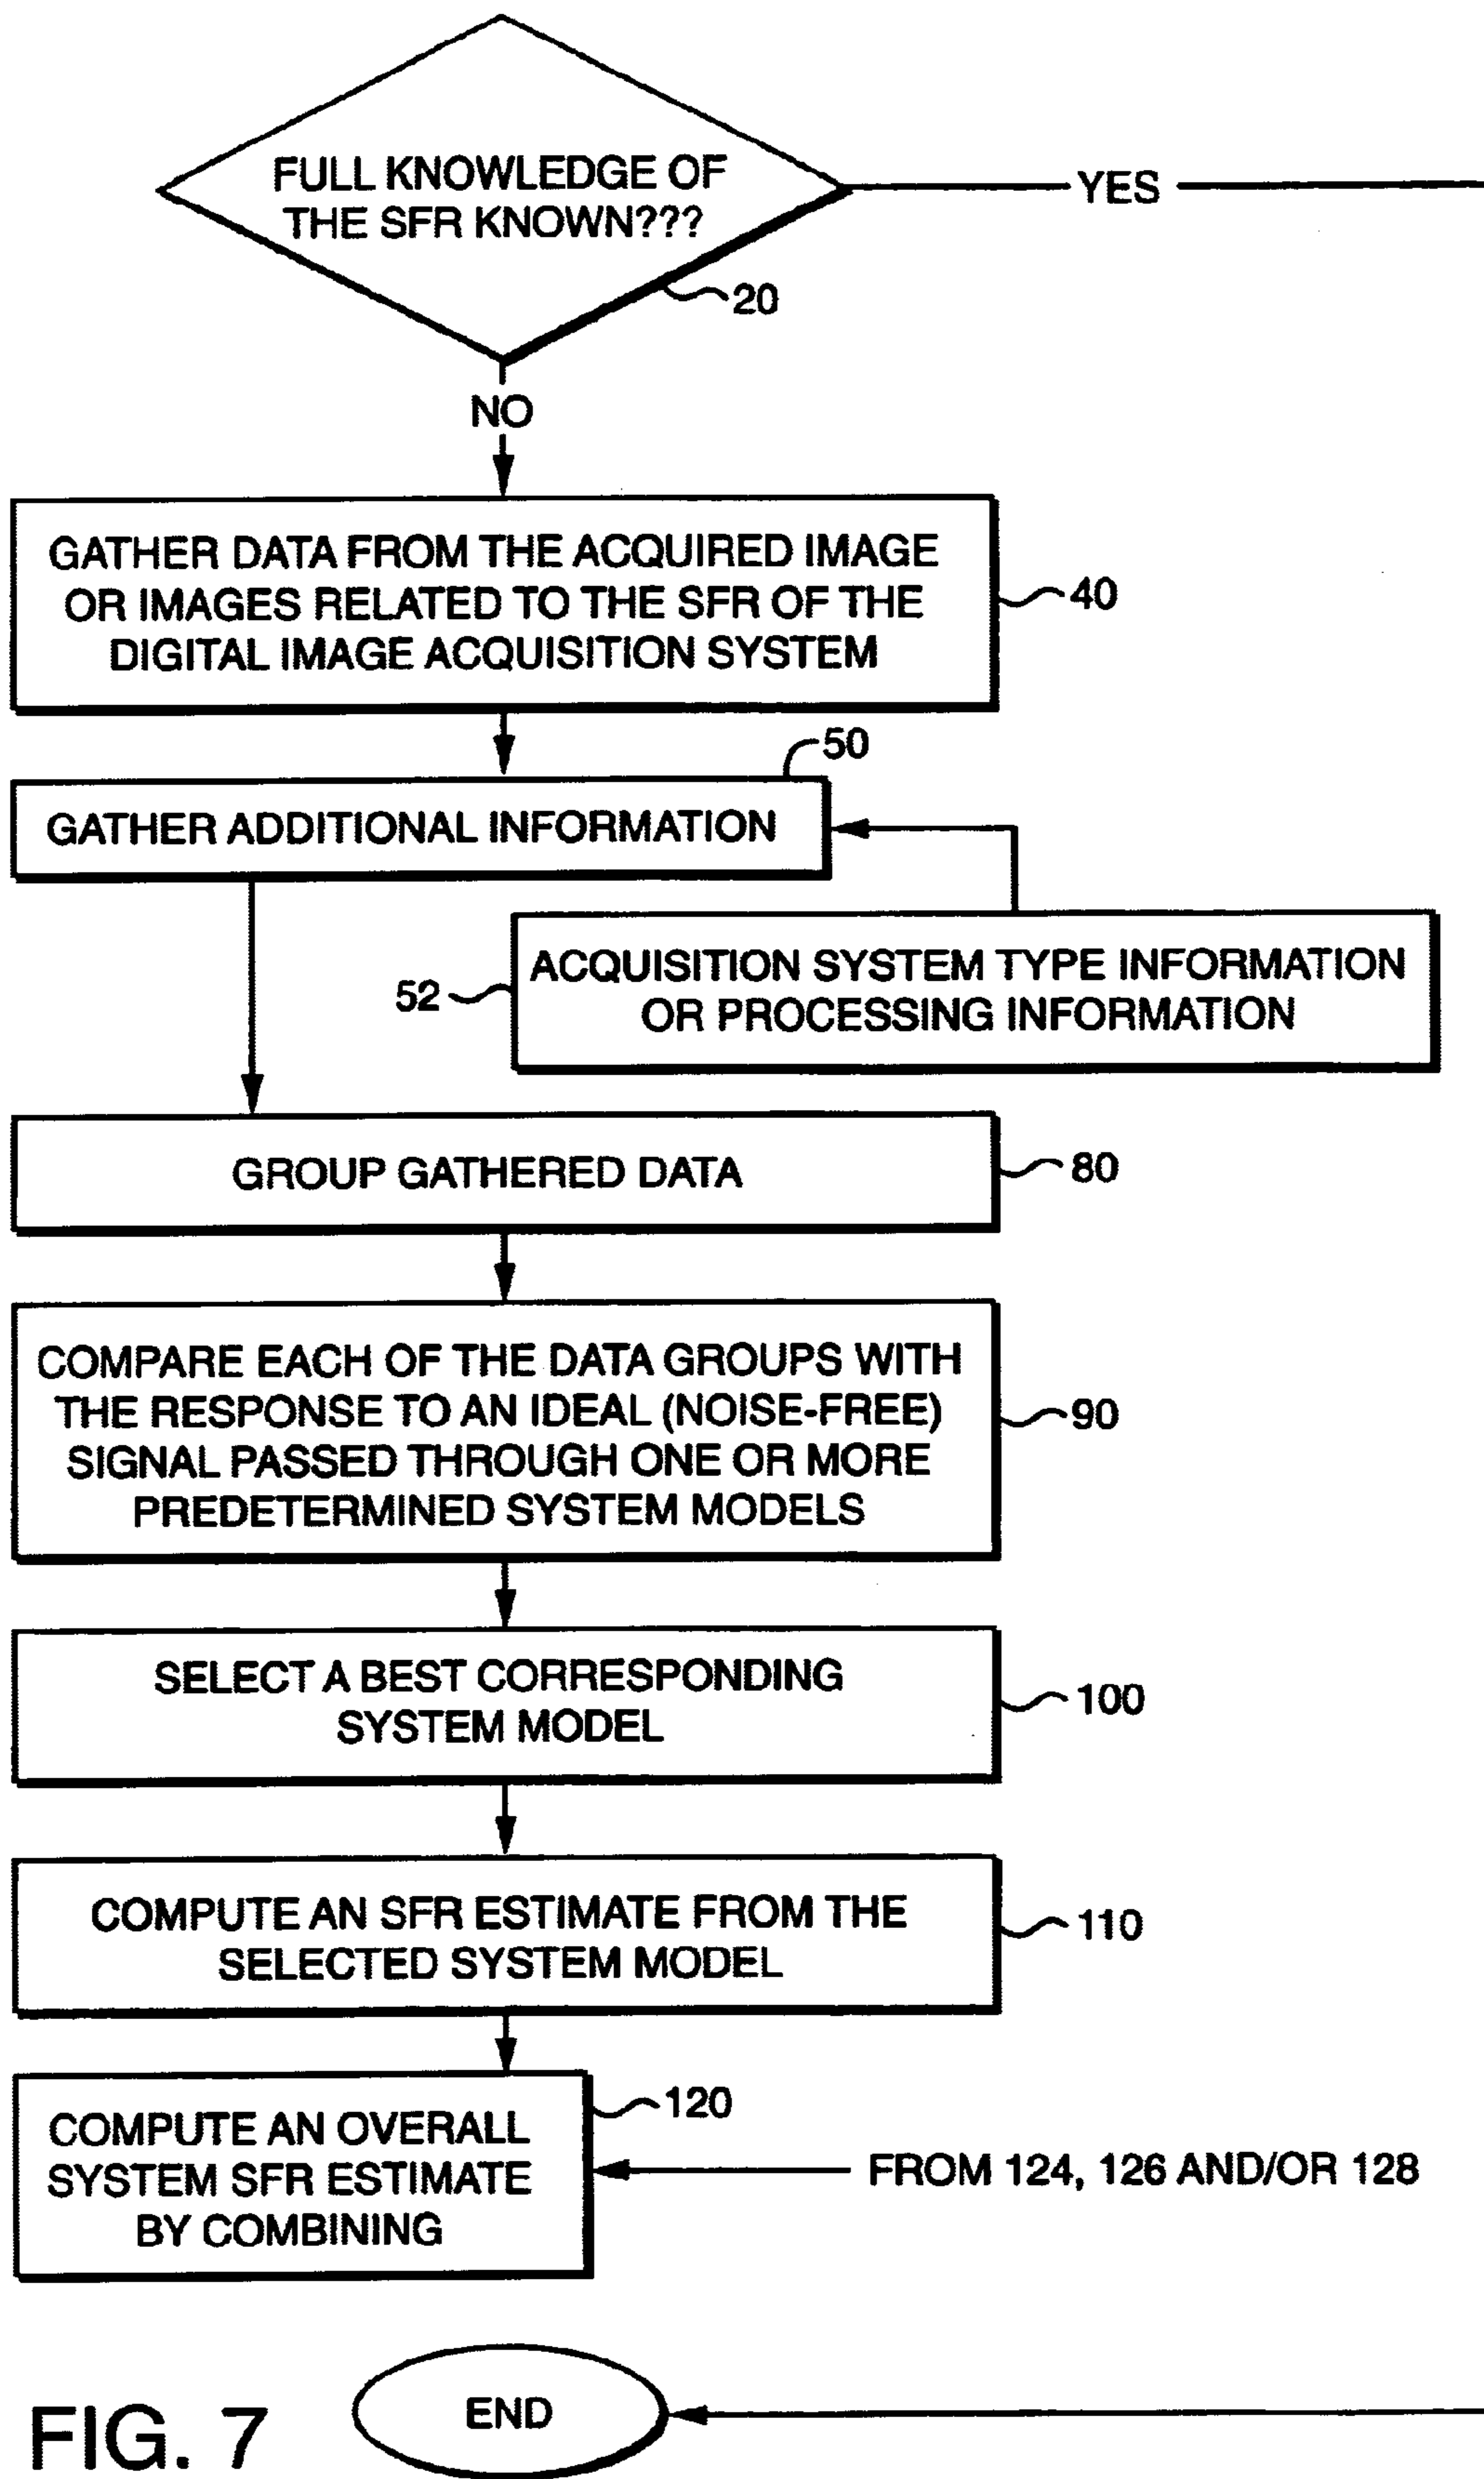 FULL KNOWLEDGE OF
THE SFR KNOWN???
YES
20
NO
GATHER DATA FROM THE ACQUIRED IMAGE
OR IMAGES RELATED TO THE SFR OF THE
DIGITAL IMAGE ACQUISITION SYSTEM
40
50
GATHER ADDITIONAL INFORMATION
52
ACQUISITION SYSTEM TYPE INFORMATION
OR PROCESSING INFORMATION
GROUP GATHERED DATA
80
COMPARE EACH OF THE DATA GROUPS WITH
THE RESPONSE TO AN IDEAL (NOISE-FREE)
SIGNAL PASSED THROUGH ONE OR MORE
PREDETERMINED SYSTEM MODELS
90
SELECT A BEST CORRESPONDING
SYSTEM MODEL
100
COMPUTE AN SFR ESTIMATE FROM THE
SELECTED SYSTEM MODEL
110
120
COMPUTE AN OVERALL
SYSTEM SFR ESTIMATE
BY COMBINING
FROM 124, 126 AND/OR 128
END
FIG. 7